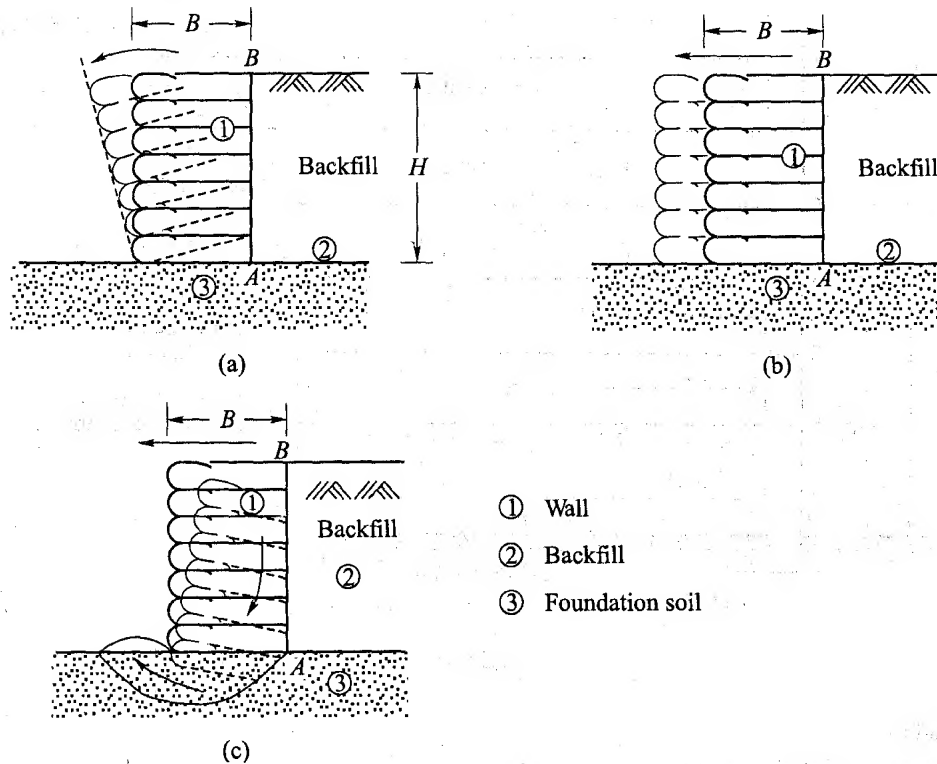 B
B
1
Backfill
H
2
A
3
(a)
B
B
1
Backfill
2
A
3
(b)
B
B
1
Backfill
2
A
3
(c)
① Wall
② Backfill
③ Foundation soil